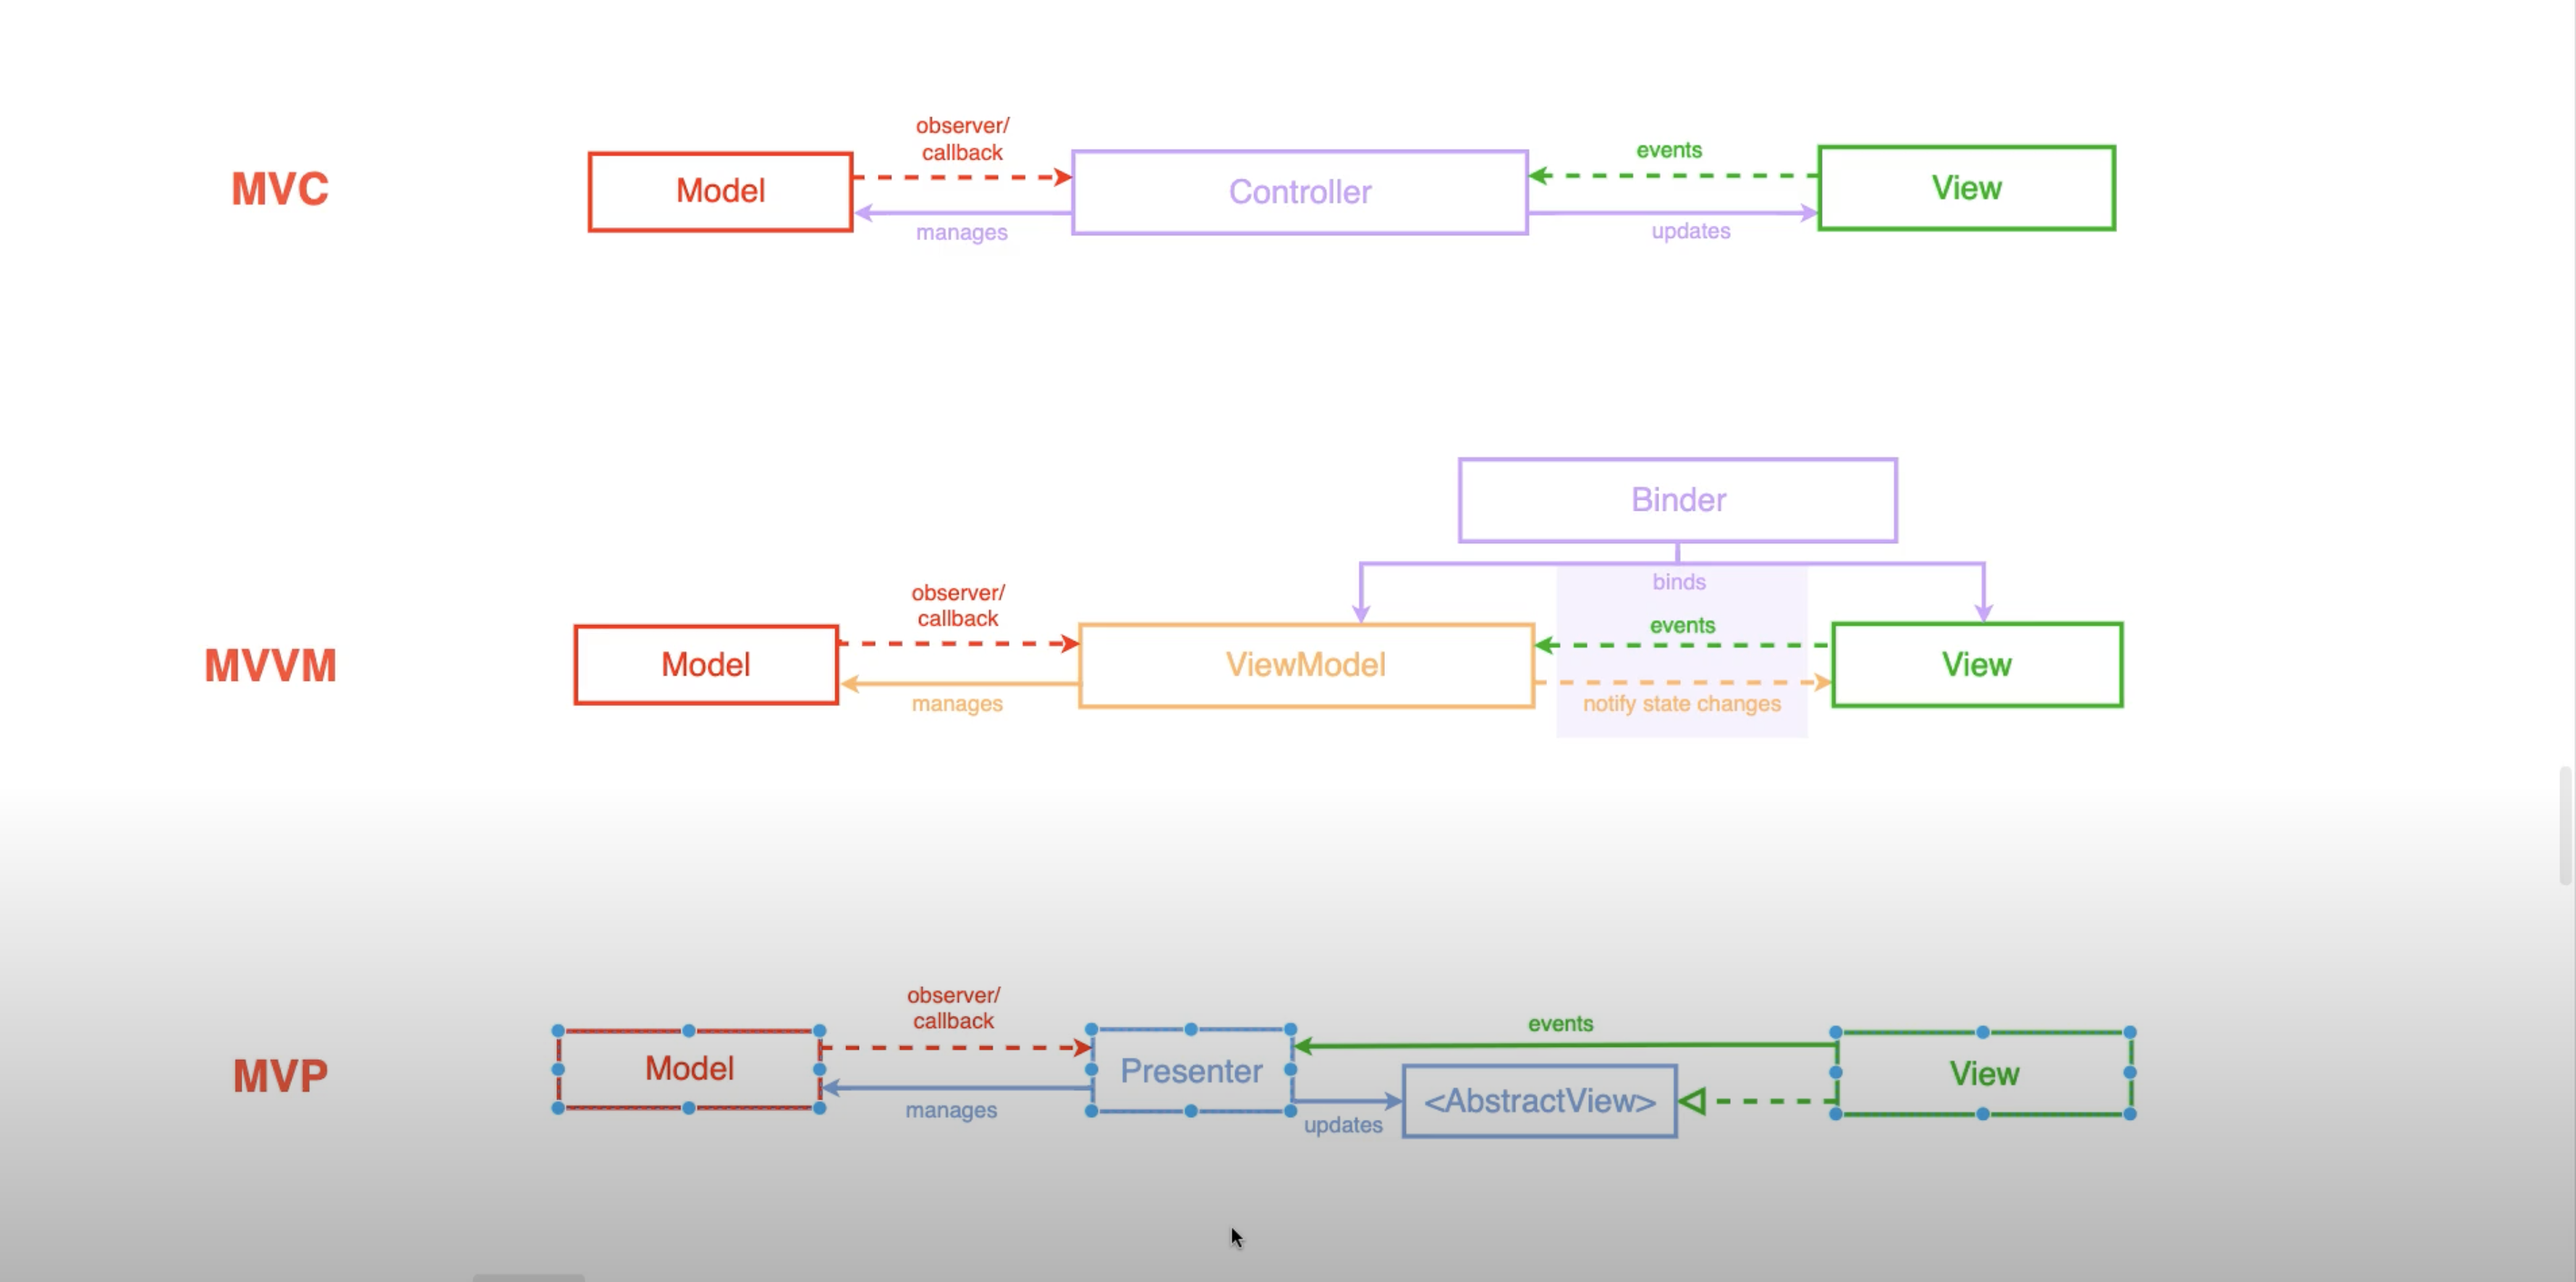 observer/
callback
events
MVC
Model
Controller
View
manages
updates
Binder
binds
observer/
callback
events
MVVM
Model
ViewModel
View
manages
notify state changes
observer/
callback
events
MVP
Model
Presenter
<AbstractView>
View
manages
updates